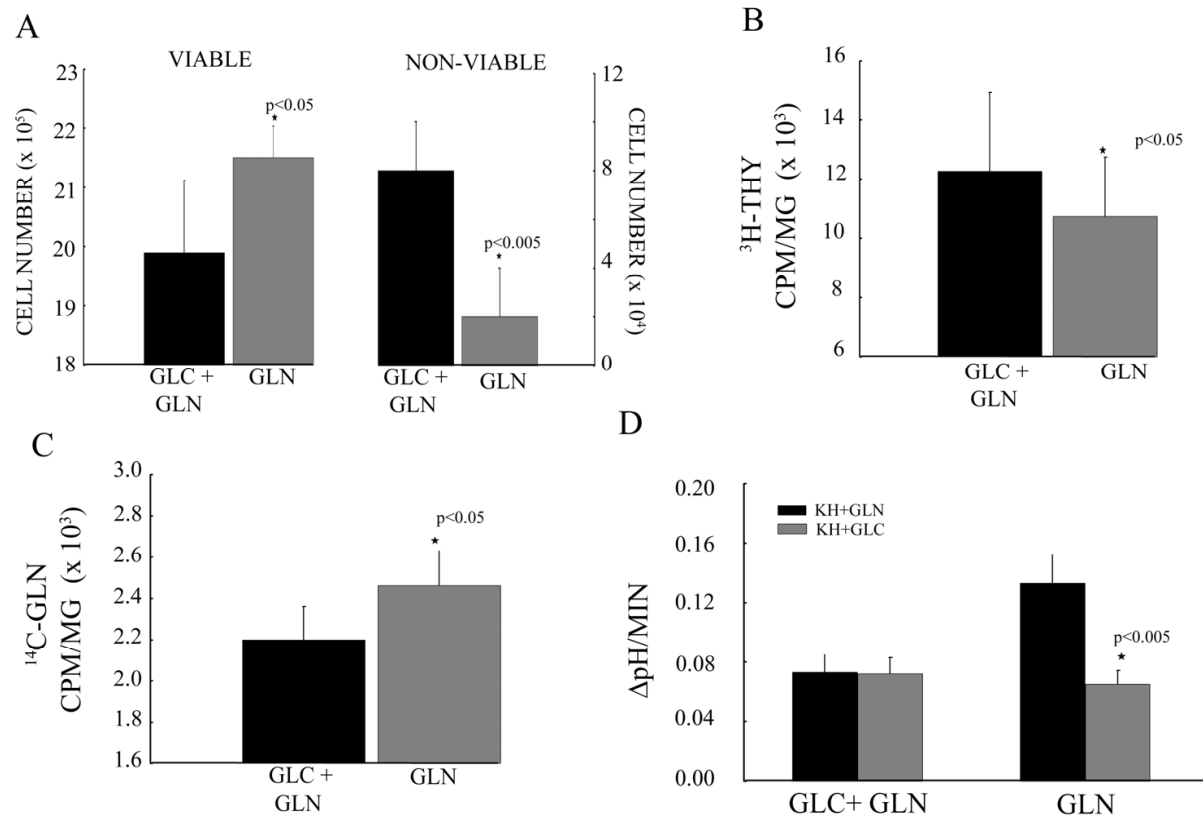 A
VIABLE
NON-VIABLE
CELL NUMBER (x 10⁵)
23
22
21
20
19
18
p<0.05
p<0.005
12
8
4
0
CELL NUMBER (x 10⁴)
GLC +
GLN
GLN
GLC +
GLN
GLN
B
³H-THY
CPM/MG (x 10³)
16
14
12
10
8
6
p<0.05
GLC +
GLN
GLN
C
¹⁴C-GLN
CPM/MG (x 10³)
3.0
2.8
2.6
2.4
2.2
2.0
1.8
1.6
p<0.05
GLC +
GLN
GLN
D
ΔpH/MIN
0.20
0.16
0.12
0.08
0.04
0.00
KH+GLN
KH+GLC
p<0.005
GLC+ GLN
GLN